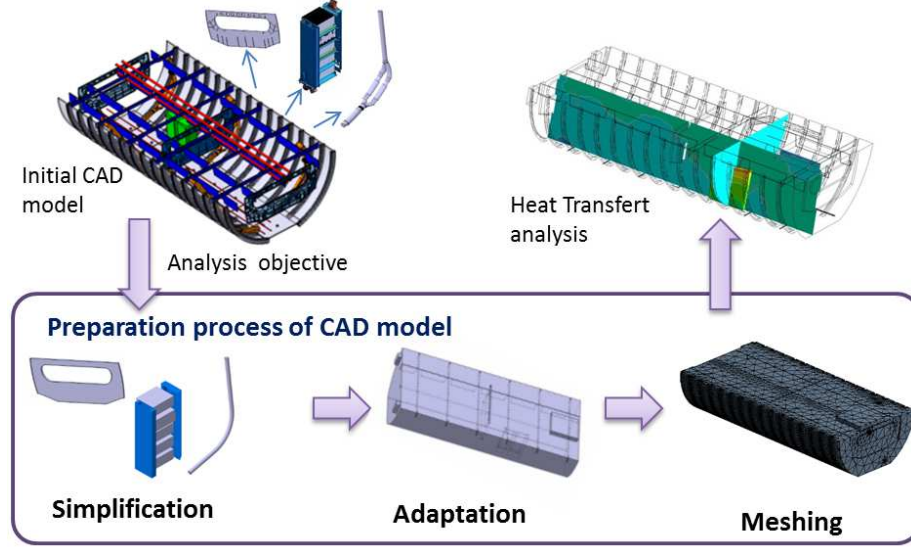 Initial CAD
model
Analysis objective
Heat Transfert
analysis
Preparation process of CAD model
Simplification
Adaptation
Meshing